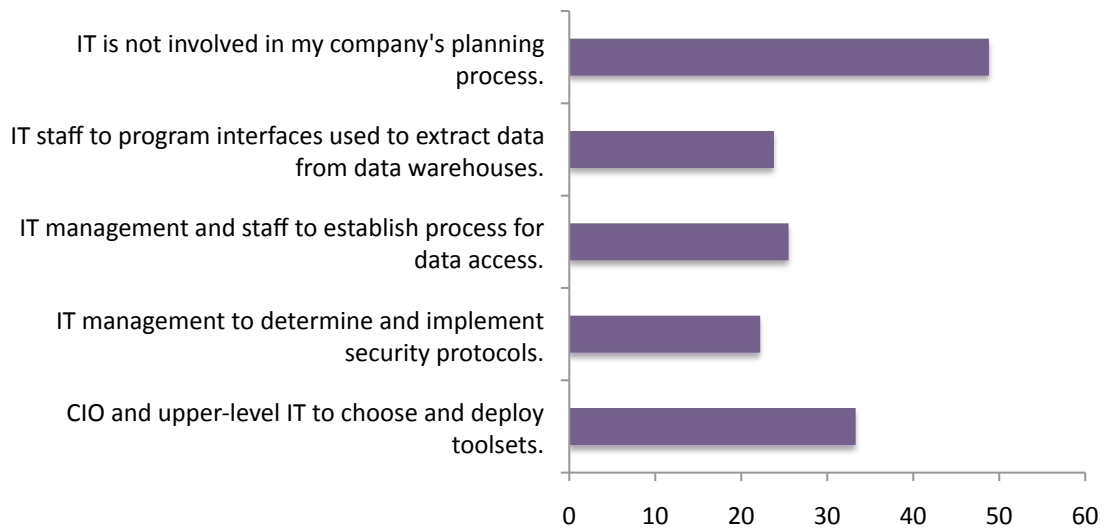 IT is not involved in my company's planning
process.
IT staff to program interfaces used to extract data
from data warehouses.
IT management and staff to establish process for
data access.
IT management to determine and implement
security protocols.
CIO and upper-level IT to choose and deploy
toolsets.
0 10 20 30 40 50 60